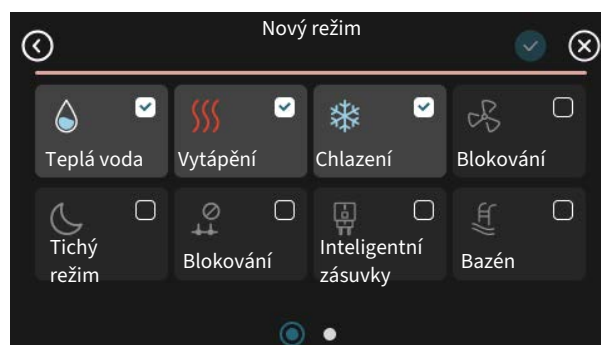 Nový režim
Teplá voda
Vytápění
Chlazení
Blokování
Tichý
režim
Blokování
Inteligentní
zásuvky
Bazén